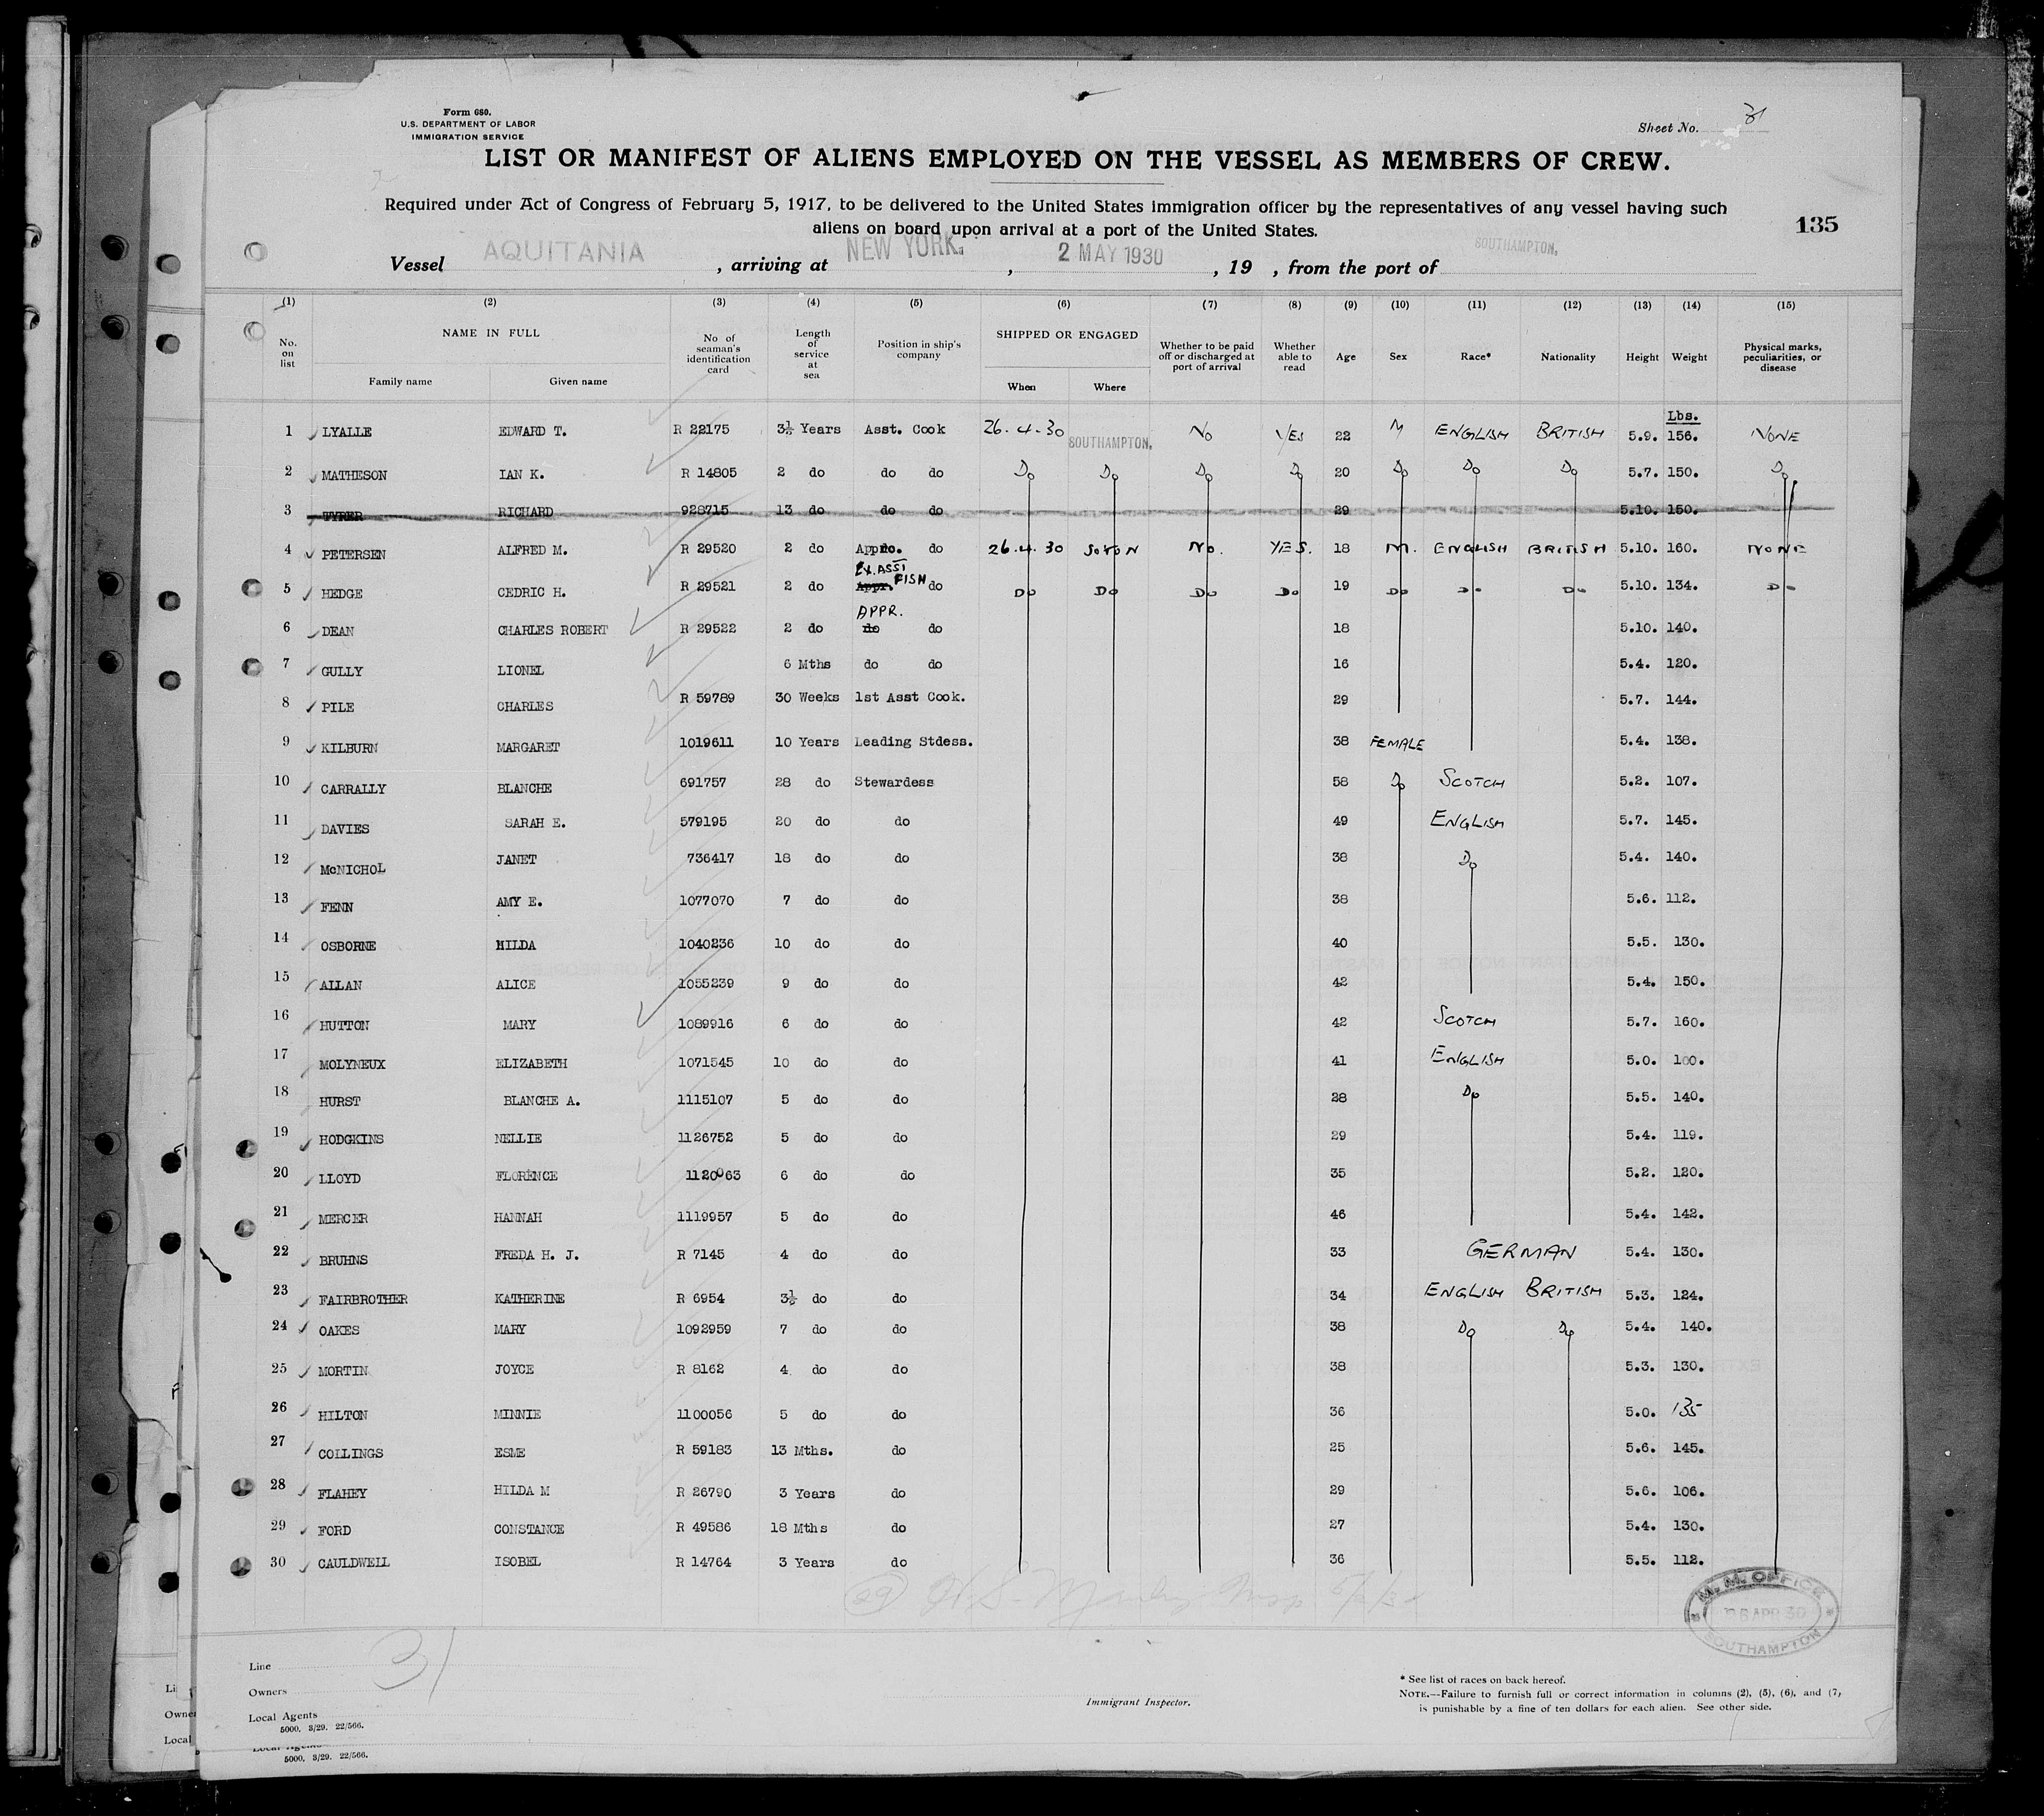 Form 680.
U.S. DEPARTMENT OF LABOR
IMMIGRATION SERVICE
Sheet No. 31
LIST OR MANIFEST OF ALIENS EMPLOYED ON THE VESSEL AS MEMBERS OF CREW.
Required under Act of Congress of February 5, 1917, to be delivered to the United States immigration officer by the representatives of any vessel having such
aliens on board upon arrival at a port of the United States.
135
Vessel AQUITANIA , arriving at NEW YORK. , 2 MAY 1930 , 19 , from the port of SOUTHAMPTON,
(1) (2) (3) (4) (5) (6) (7) (8) (9) (10) (11) (12) (13) (14) (15)
No. on list NAME IN FULL Family name Given name No of seaman's identification card Length of service at sea Position in ship's company SHIPPED OR ENGAGED When Where Whether to be paid off or discharged at port of arrival Whether able to read Age Sex Race* Nationality Height Weight Physical marks, peculiarities, or disease
Lbs.
1 LYALLE EDWARD T. R 22175 3½ Years Asst. Cook 26.4.30 SOUTHAMPTON, No YES 22 M ENGLISH BRITISH 5.9. 156. NONE
2 MATHESON IAN K. R 14805 2 do do do Do Do Do Do 20 Do Do Do 5.7. 150. Do
3 TYRER RICHARD 928715 13 do do do 29 5.10. 150.
4 PETERSEN ALFRED M. R 29520 2 do Appr. do 26.4.30 SOTON NO. YES. 18 M. ENGLISH BRITISH 5.10. 160. NONE
EX. ASST
5 HEDGE CEDRIC H. R 29521 2 do Appr. FISH do Do Do Do Do 19 Do Do Do 5.10. 134. Do
APPR.
6 DEAN CHARLES ROBERT R 29522 2 do do do 18 5.10. 140.
7 GULLY LIONEL 6 Mths do do 16 5.4. 120.
8 PILE CHARLES R 59789 30 Weeks 1st Asst Cook. 29 5.7. 144.
9 KILBURN MARGARET 1019611 10 Years Leading Stdess. 38 FEMALE 5.4. 138.
10 CARRALLY BLANCHE 691757 28 do Stewardess 58 Do SCOTCH 5.2. 107.
11 DAVIES SARAH E. 579195 20 do do 49 ENGLISH 5.7. 145.
12 McNICHOL JANET 736417 18 do do 38 Do 5.4. 140.
13 FENN AMY E. 1077070 7 do do 38 5.6. 112.
14 OSBORNE HILDA 1040236 10 do do 40 5.5. 130.
15 ALLAN ALICE 1055239 9 do do 42 5.4. 150.
16 HUTTON MARY 1089916 6 do do 42 SCOTCH 5.7. 160.
17 MOLYNEUX ELIZABETH 1071545 10 do do 41 ENGLISH 5.0. 100.
18 HURST BLANCHE A. 1115107 5 do do 28 Do 5.5. 140.
19 HODGKINS NELLIE 1126752 5 do do 29 5.4. 119.
20 LLOYD FLORENCE 1120063 6 do do 35 5.2. 120.
21 MERCER HANNAH 1119957 5 do do 46 5.4. 142.
22 BRUHNS FREDA H. J. R 7145 4 do do 33 GERMAN 5.4. 130.
23 FAIRBROTHER KATHERINE R 6954 3½ do do 34 ENGLISH BRITISH 5.3. 124.
24 OAKES MARY 1092959 7 do do 38 Do Do 5.4. 140.
25 MORTIN JOYCE R 8162 4 do do 38 5.3. 130.
26 HILTON MINNIE 1100056 5 do do 36 5.0. 135
27 COLLINGS ESME R 59183 13 Mths. do 25 5.6. 145.
28 FLAHEY HILDA M R 26790 3 Years do 29 5.6. 106.
29 FORD CONSTANCE R 49586 18 Mths do 27 5.4. 130.
30 CAULDWELL ISOBEL R 14764 3 Years do 36 5.5. 112.
M. M. OFFICE
APR 30
SOUTHAMPTON
31
Line
Owners
Local Agents
5000. 3/29. 22/566.
Immigrant Inspector.
* See list of races on back hereof.
NOTE.—Failure to furnish full or correct information in columns (2), (5), (6), and (7,
is punishable by a fine of ten dollars for each alien. See other side.
Li
Owne
Local
5000. 3/29. 22/566.